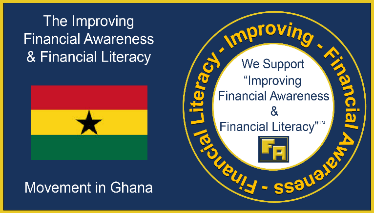 The Improving
Financial Awareness
& Financial Literacy
Movement in Ghana
Improving - Financial Awareness - Financial Literacy -
We Support
"Improving
Financial Awareness
&
Financial Literacy"™
FA